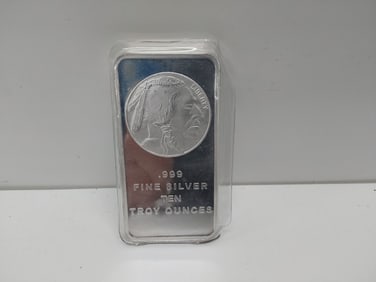 LIBERTY
.999
FINE SILVER
TEN
TROY OUNCES